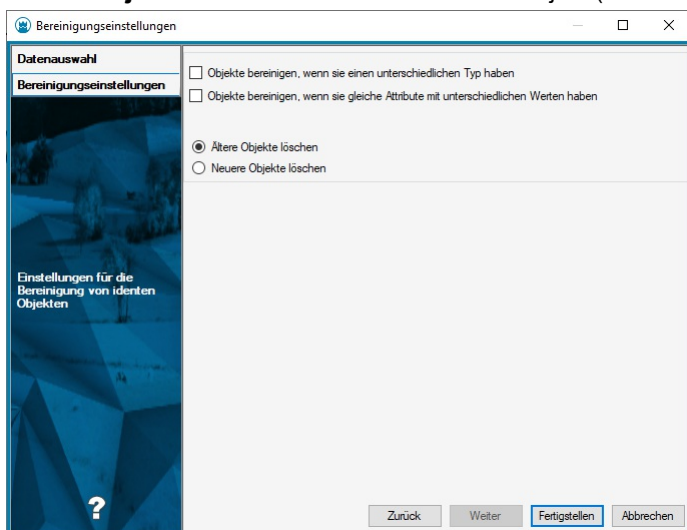 Bereinigungseinstellungen
Datenauswahl
Bereinigungseinstellungen
Objekte bereinigen, wenn sie einen unterschiedlichen Typ haben
Objekte bereinigen, wenn sie gleiche Attribute mit unterschiedlichen Werten haben
Ältere Objekte löschen
Neuere Objekte löschen
Einstellungen für die
Bereinigung von identen
Objekten
?
Zurück
Weiter
Fertigstellen
Abbrechen